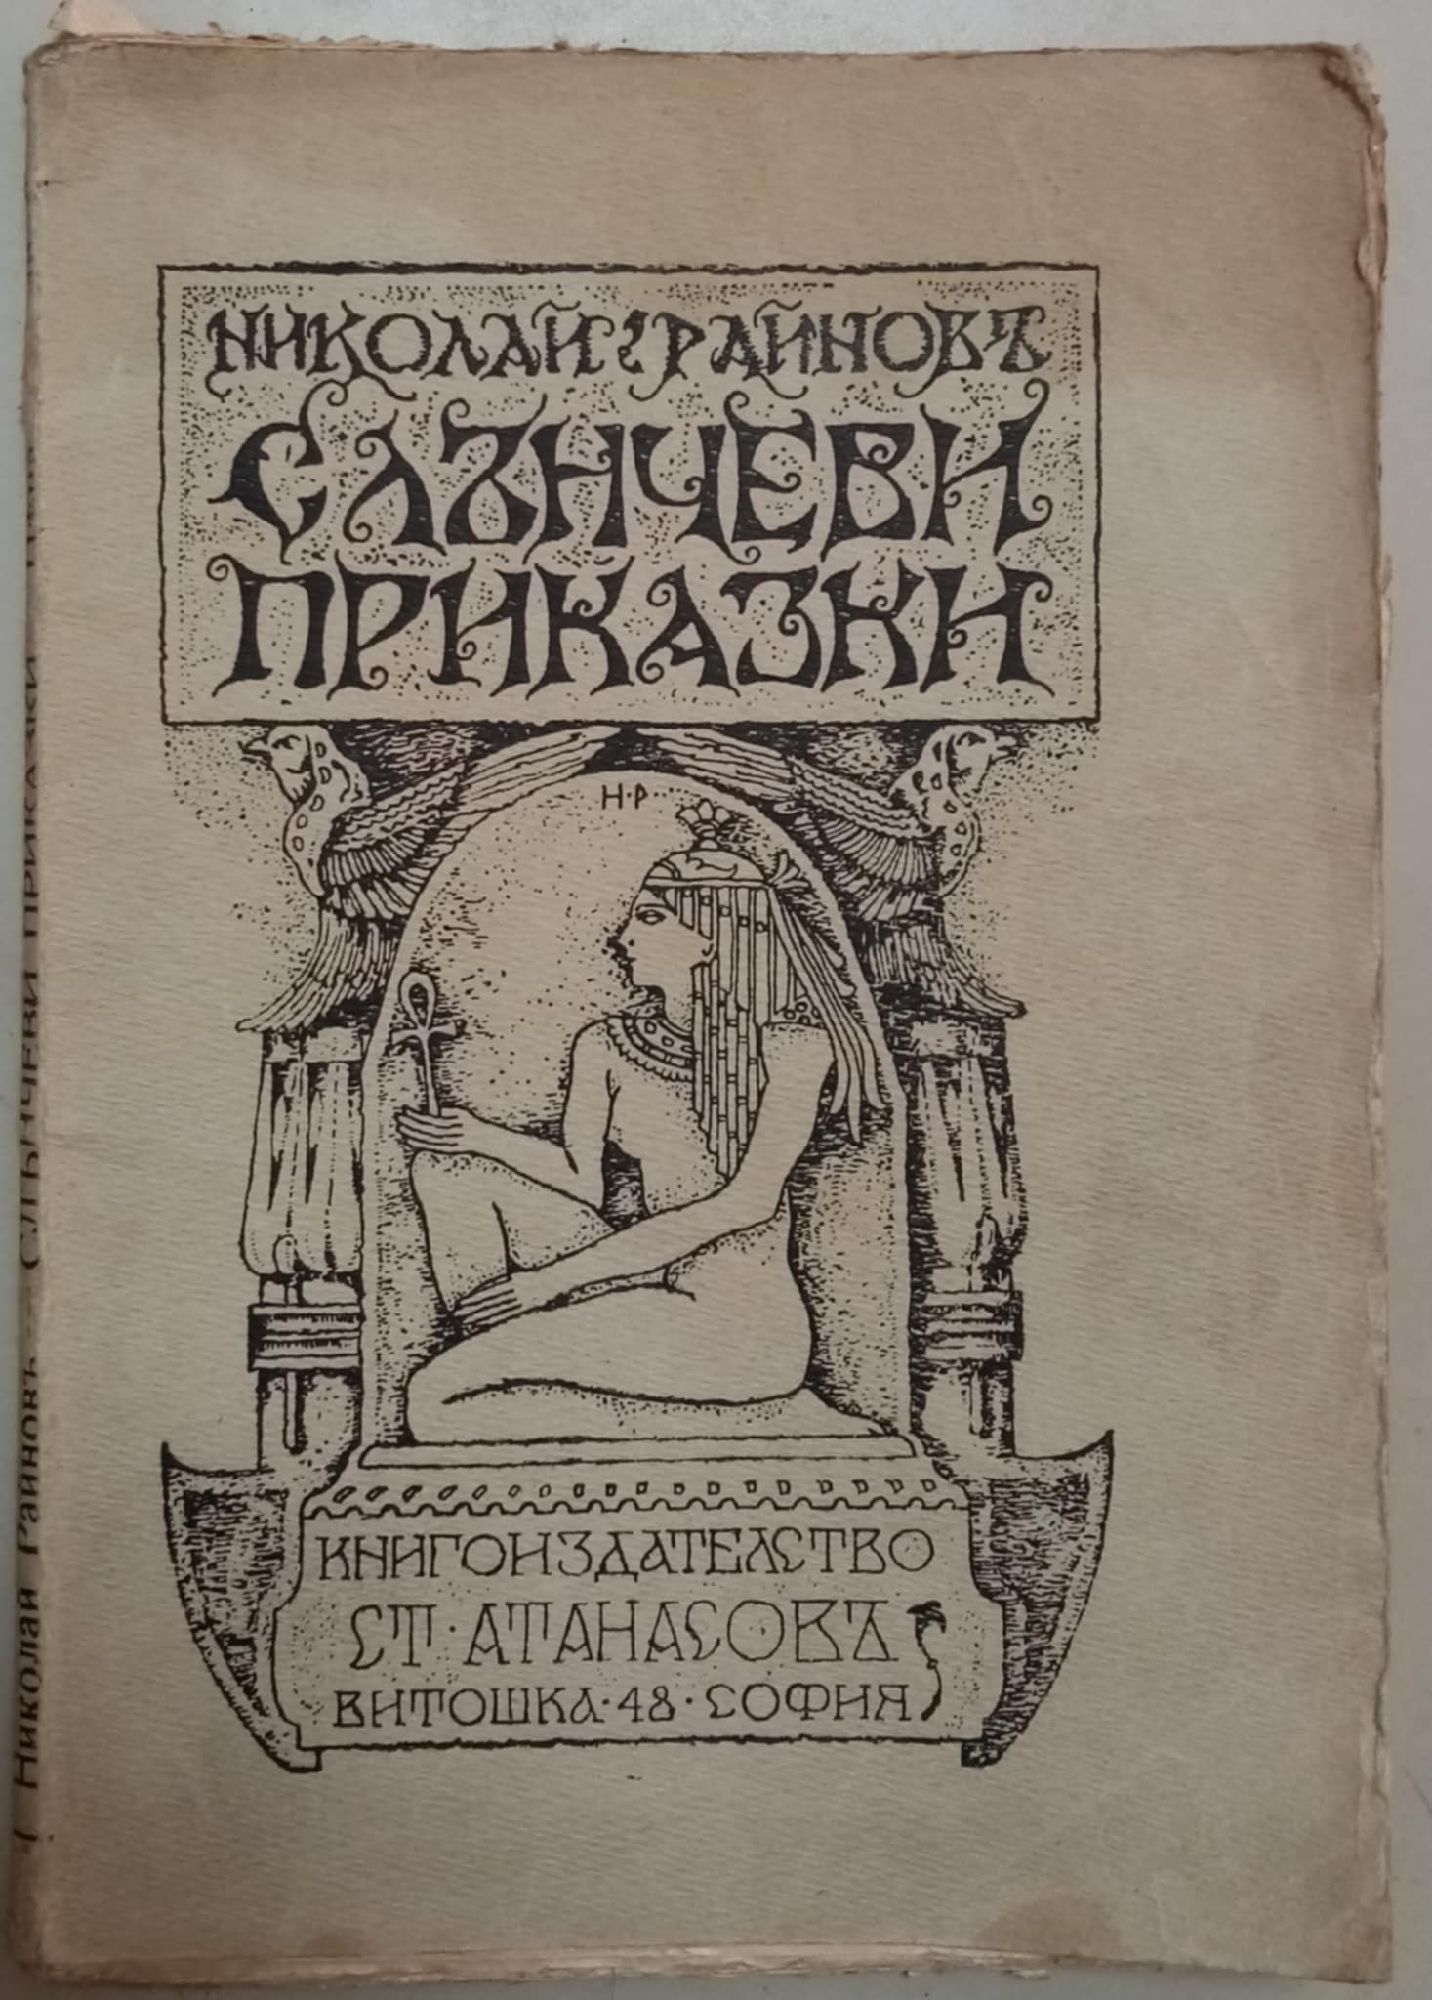 НИКОЛАЙ РАЙНОВЪ
СЛЪНЧЕВИ
ПРИКАЗКИ
Н·Р·
КНИГОИЗДАТЕЛСТВО
СТ·АТАНАСОВЪ
ВИТОШКА·48·СОФИЯ
Николай Райновъ — СЛЪНЧЕВИ ПРИКАЗКИ